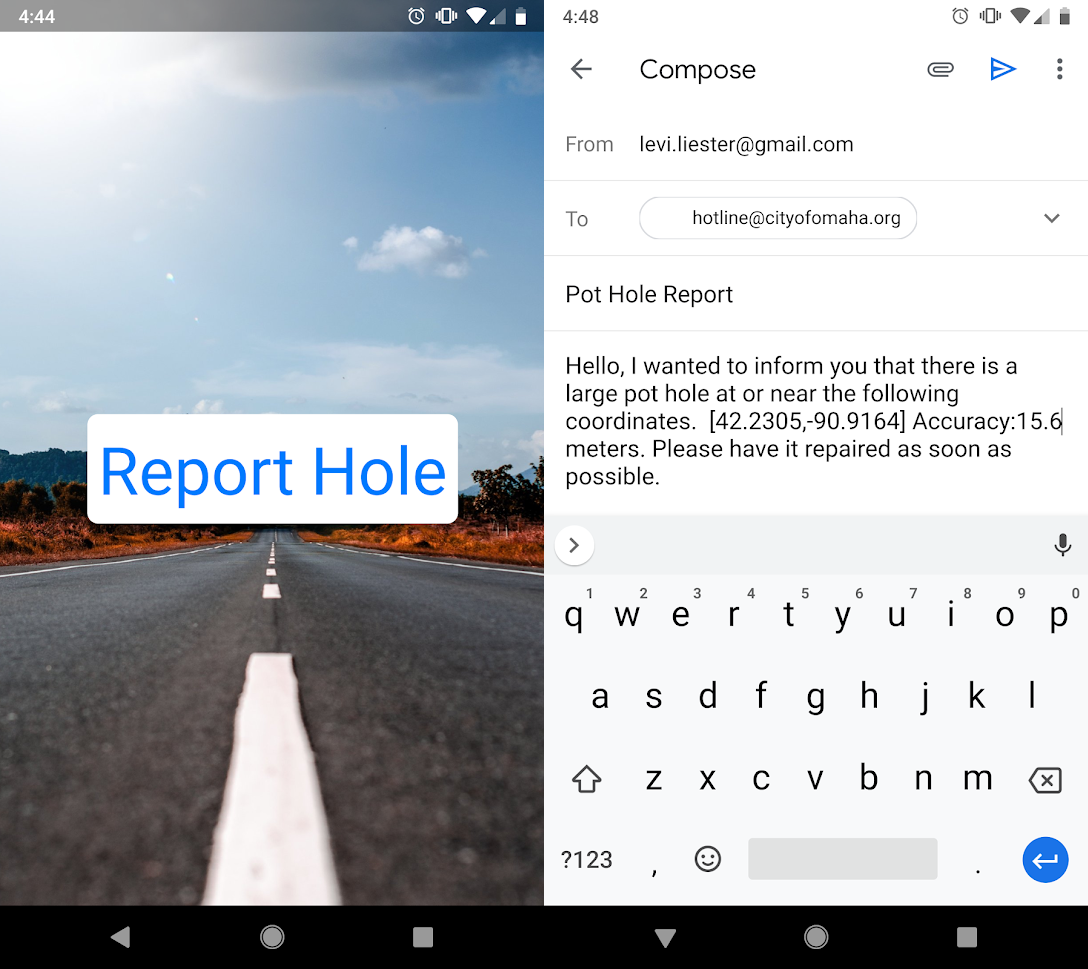 4:44
Report Hole
4:48
Compose
From levi.liester@gmail.com
To hotline@cityofomaha.org
Pot Hole Report
Hello, I wanted to inform you that there is a
large pot hole at or near the following
coordinates.  [42.2305,-90.9164] Accuracy:15.6
meters. Please have it repaired as soon as
possible.
1 2 3 4 5 6 7 8 9 0
q w e r t y u i o p
a s d f g h j k l
z x c v b n m
?123 , .